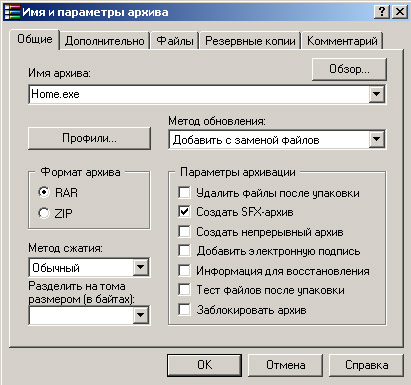 Имя и параметры архива
Общие Дополнительно Файлы Резервные копии Комментарий
Обзор...
Имя архива:
Home.exe
Метод обновления:
Профили... Добавить с заменой файлов
Формат архива
RAR
ZIP
Метод сжатия:
Обычный
Разделить на тома
размером (в байтах):
Параметры архивации
Удалить файлы после упаковки
Создать SFX-архив
Создать непрерывный архив
Добавить электронную подпись
Информация для восстановления
Тест файлов после упаковки
Заблокировать архив
OK Отмена Справка